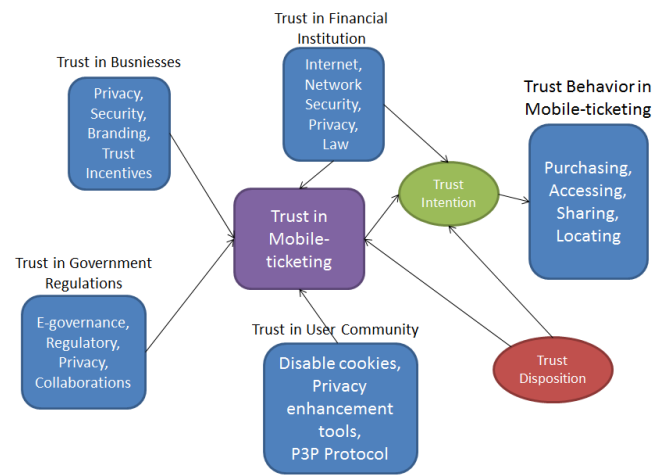 Trust in Financial
Institution
Internet,
Network
Security,
Privacy,
Law
Trust in Busniesses
Privacy,
Security,
Branding,
Trust
Incentives
Trust Behavior in
Mobile-ticketing
Purchasing,
Accessing,
Sharing,
Locating
Trust
Intention
Trust in
Mobile-
ticketing
Trust in Government
Regulations
E-governance,
Regulatory,
Privacy,
Collaborations
Trust in User Community
Disable cookies,
Privacy
enhancement
tools,
P3P Protocol
Trust
Disposition